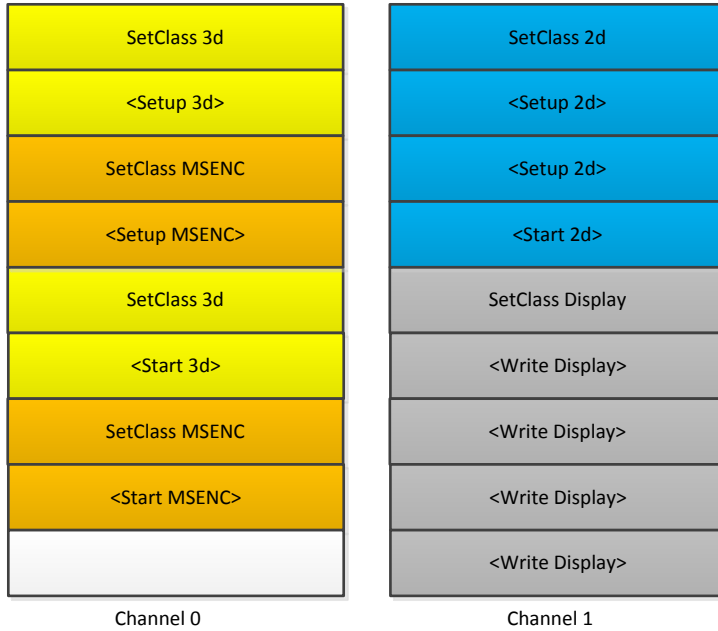 SetClass 3d
<Setup 3d>
SetClass MSENC
<Setup MSENC>
SetClass 3d
<Start 3d>
SetClass MSENC
<Start MSENC>
Channel 0
SetClass 2d
<Setup 2d>
<Setup 2d>
<Start 2d>
SetClass Display
<Write Display>
<Write Display>
<Write Display>
<Write Display>
Channel 1